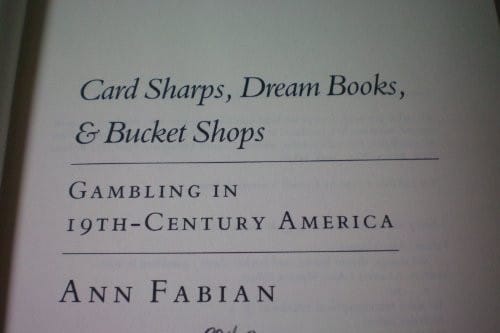 Card Sharps, Dream Books,
& Bucket Shops
GAMBLING IN
19TH-CENTURY AMERICA
ANN FABIAN